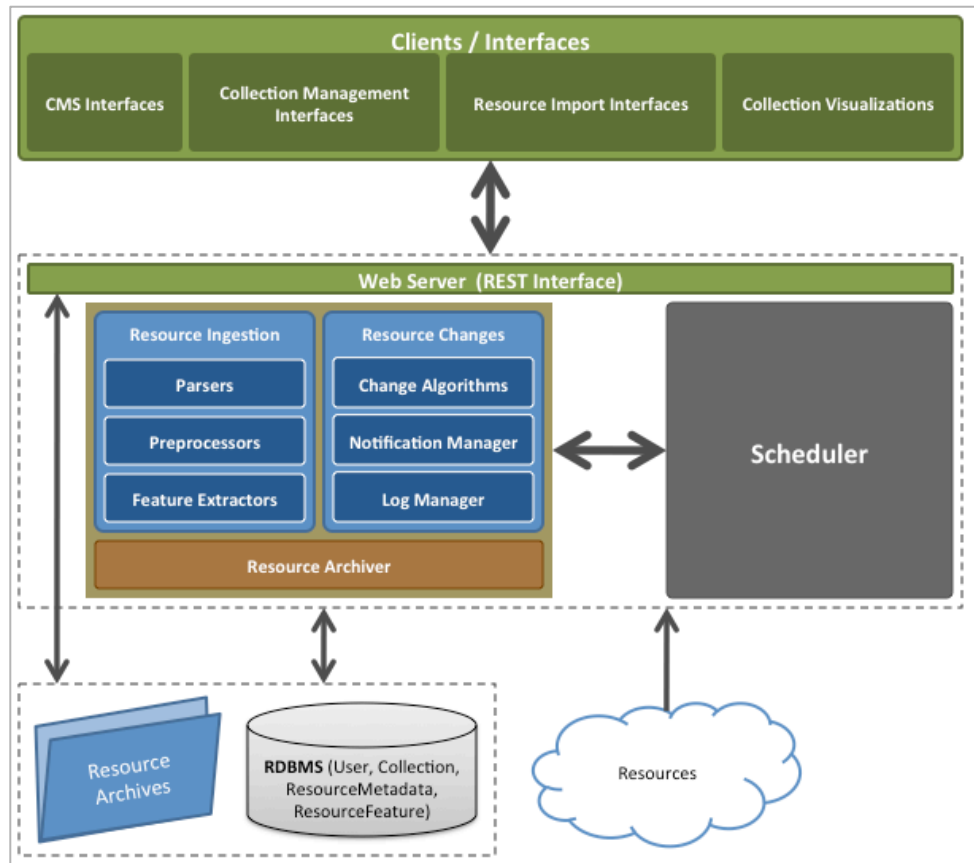 Clients / Interfaces
CMS Interfaces
Collection Management
Interfaces
Resource Import Interfaces
Collection Visualizations
Web Server (REST Interface)
Resource Ingestion
Parsers
Preprocessors
Feature Extractors
Resource Changes
Change Algorithms
Notification Manager
Log Manager
Resource Archiver
Scheduler
Resource
Archives
RDBMS (User, Collection,
ResourceMetadata,
ResourceFeature)
Resources